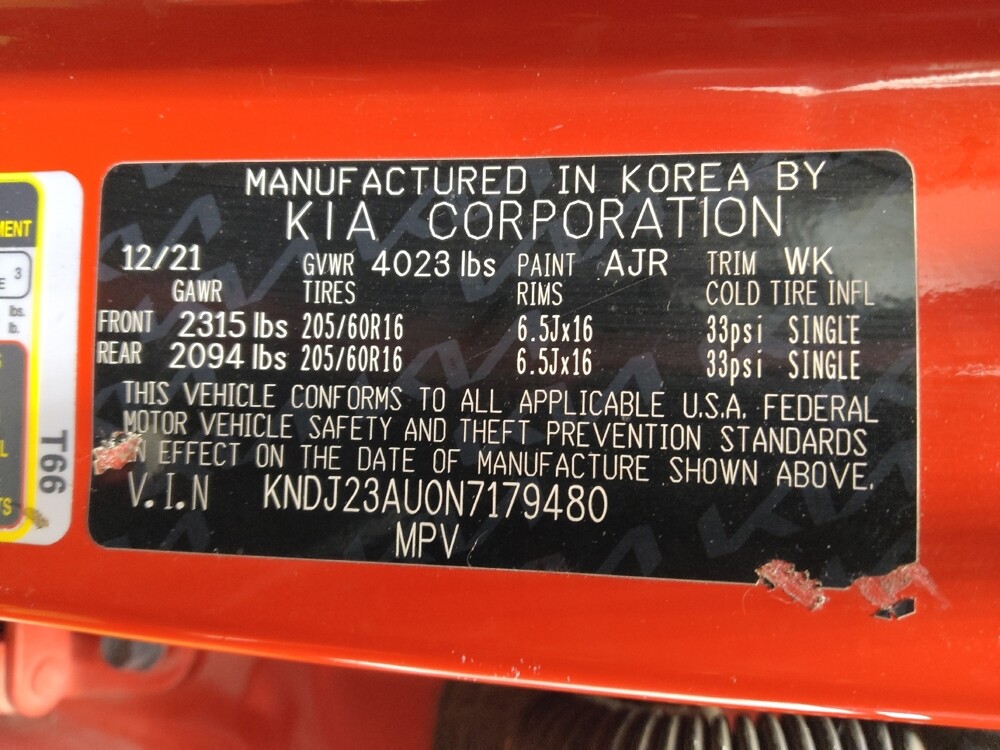 MANUFACTURED IN KOREA BY
KIA CORPORATION
12/21 GVWR 4023 lbs PAINT AJR TRIM WK
GAWR TIRES RIMS COLD TIRE INFL
FRONT 2315 lbs 205/60R16 6.5Jx16 33psi SINGLE
REAR 2094 lbs 205/60R16 6.5Jx16 33psi SINGLE
THIS VEHICLE CONFORMS TO ALL APPLICABLE U.S.A. FEDERAL
MOTOR VEHICLE SAFETY AND THEFT PREVENTION STANDARDS
IN EFFECT ON THE DATE OF MANUFACTURE SHOWN ABOVE.
V.I.N KNDJ23AU0N7179480
MPV
3
lbs.
lb.
T66